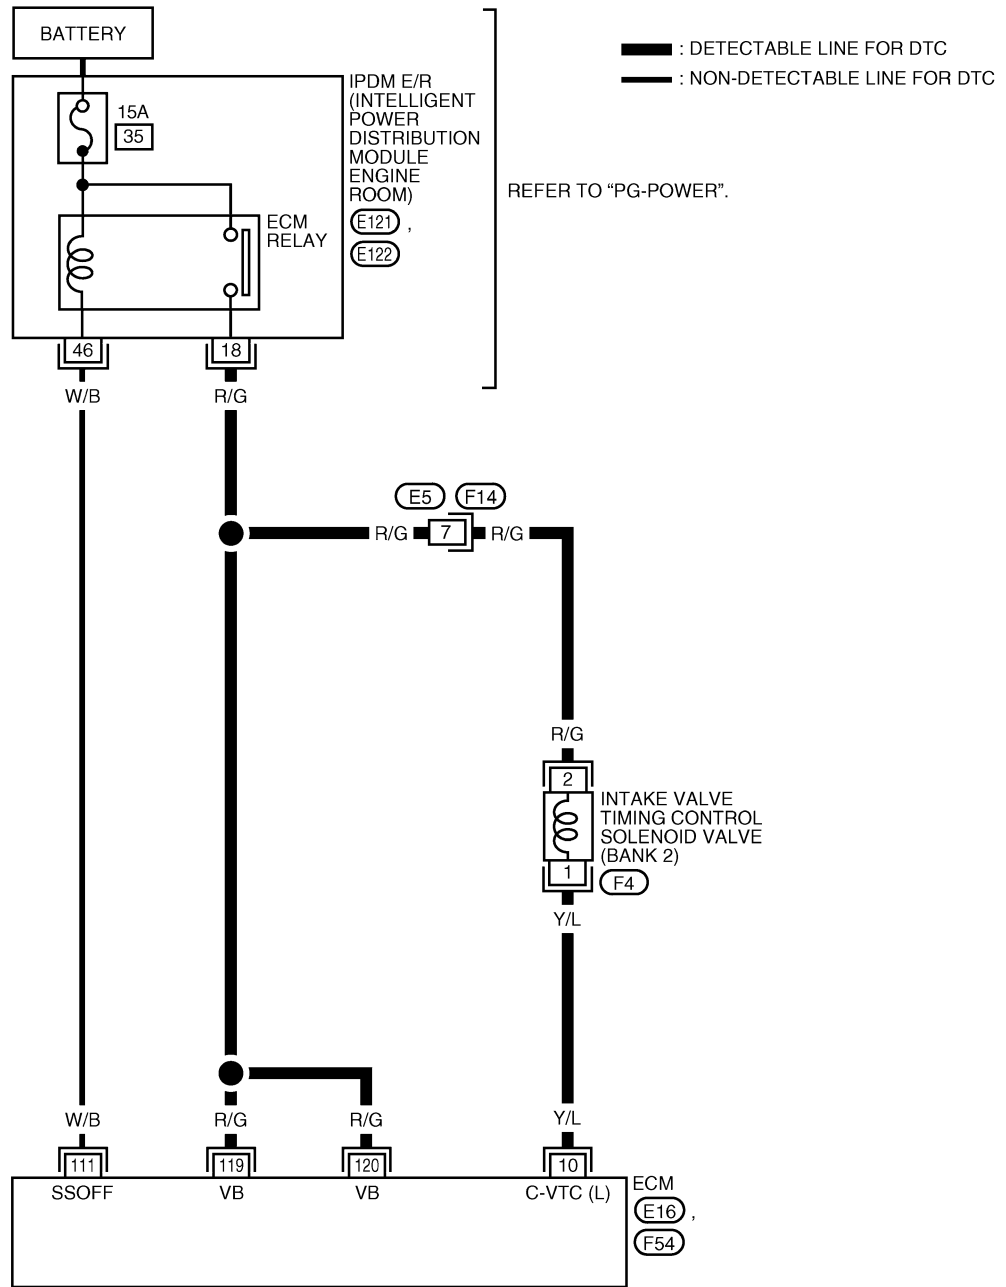 BATTERY
: DETECTABLE LINE FOR DTC
: NON-DETECTABLE LINE FOR DTC
15A
35
IPDM E/R
(INTELLIGENT
POWER
DISTRIBUTION
MODULE
ENGINE
ROOM)
E121 ,
E122
REFER TO “PG-POWER”.
ECM
RELAY
46
18
W/B
R/G
E5
F14
R/G
7
R/G
R/G
2
INTAKE VALVE
TIMING CONTROL
SOLENOID VALVE
(BANK 2)
1
F4
Y/L
W/B
R/G
R/G
Y/L
111
119
120
10
SSOFF
VB
VB
C-VTC (L)
ECM
E16 ,
F54